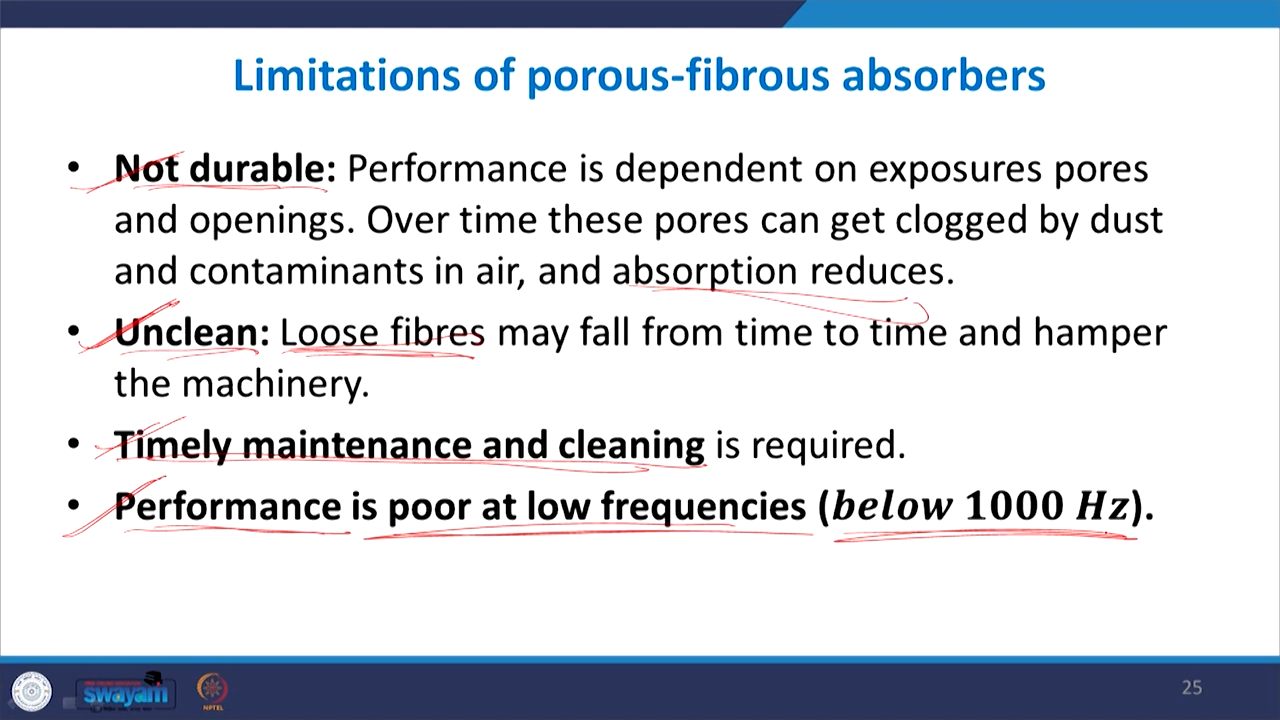 Limitations of porous-fibrous absorbers
• Not durable: Performance is dependent on exposures pores
and openings. Over time these pores can get clogged by dust
and contaminants in air, and absorption reduces.
• Unclean: Loose fibres may fall from time to time and hamper
the machinery.
• Timely maintenance and cleaning is required.
• Performance is poor at low frequencies (below 1000 Hz).
swayam
NPTEL
25